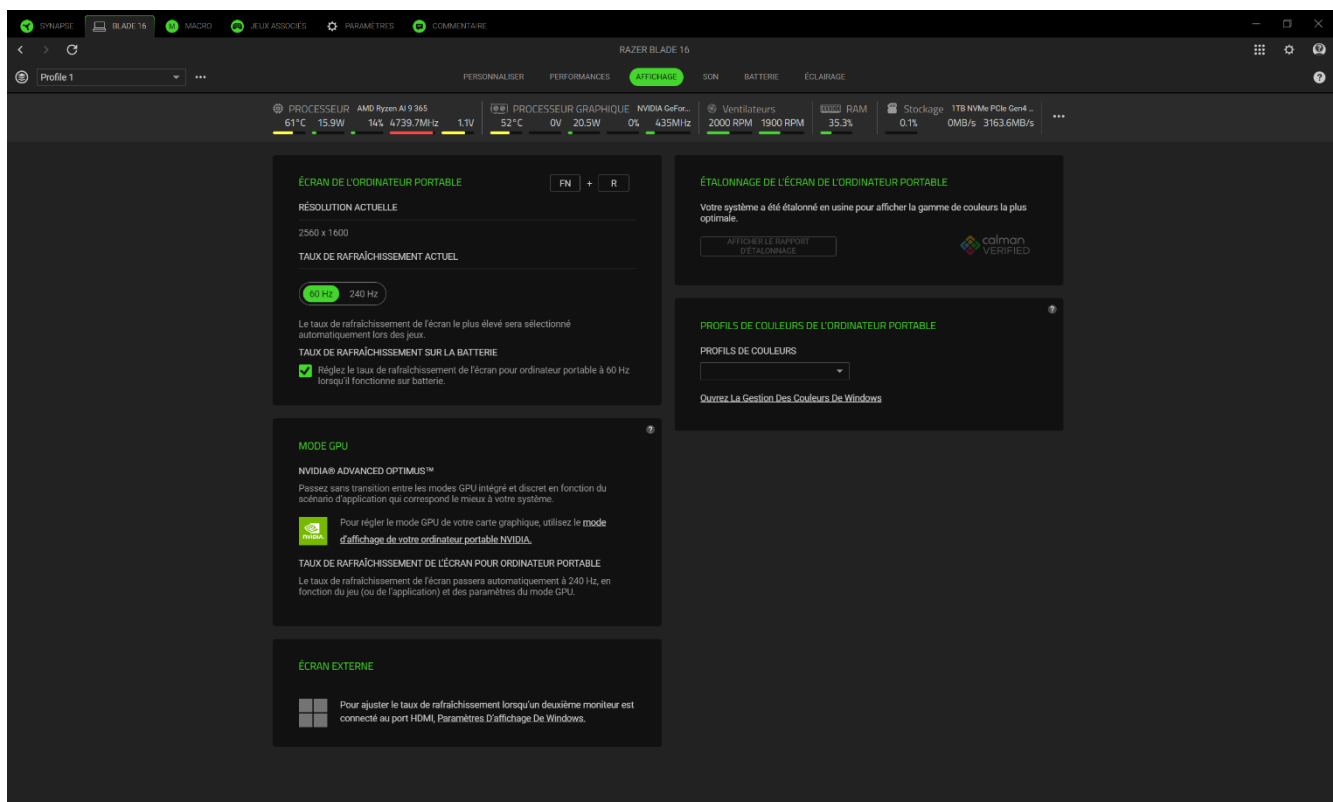 SYNAPSE BLADE 16 MACRO JEUX ASSOCIÉS PARAMÈTRES COMMENTAIRE
RAZER BLADE 16
Profile 1
PERSONNALISER PERFORMANCES AFFICHAGE SON BATTERIE ÉCLAIRAGE
PROCESSEUR AMD Ryzen AI 9 365
61°C 15.9W 14% 4739.7MHz 1.1V
PROCESSEUR GRAPHIQUE NVIDIA GeFor...
52°C 0V 20.5W 0% 435MHz
Ventilateurs
2000 RPM 1900 RPM
RAM
35.3%
Stockage 1TB NVMe PCIe Gen4 ...
0.1% 0MB/s 3163.6MB/s
ÉCRAN DE L'ORDINATEUR PORTABLE FN + R
RÉSOLUTION ACTUELLE
2560 x 1600
TAUX DE RAFRAÎCHISSEMENT ACTUEL
60 Hz 240 Hz
Le taux de rafraîchissement de l'écran le plus élevé sera sélectionné
automatiquement lors des jeux.
TAUX DE RAFRAÎCHISSEMENT SUR LA BATTERIE
Réglez le taux de rafraîchissement de l'écran pour ordinateur portable à 60 Hz
lorsqu'il fonctionne sur batterie.
MODE GPU
NVIDIA® ADVANCED OPTIMUS™
Passez sans transition entre les modes GPU intégré et discret en fonction du
scénario d'application qui correspond le mieux à votre système.
NVIDIA.
Pour régler le mode GPU de votre carte graphique, utilisez le mode
d'affichage de votre ordinateur portable NVIDIA.
TAUX DE RAFRAÎCHISSEMENT DE L'ÉCRAN POUR ORDINATEUR PORTABLE
Le taux de rafraîchissement de l'écran passera automatiquement à 240 Hz, en
fonction du jeu (ou de l'application) et des paramètres du mode GPU.
ÉCRAN EXTERNE
Pour ajuster le taux de rafraîchissement lorsqu'un deuxième moniteur est
connecté au port HDMI, Paramètres D'affichage De Windows.
ÉTALONNAGE DE L'ÉCRAN DE L'ORDINATEUR PORTABLE
Votre système a été étalonné en usine pour afficher la gamme de couleurs la plus
optimale.
AFFICHER LE RAPPORT
D'ÉTALONNAGE
calman
VERIFIED
PROFILS DE COULEURS DE L'ORDINATEUR PORTABLE
PROFILS DE COULEURS
Ouvrez La Gestion Des Couleurs De Windows